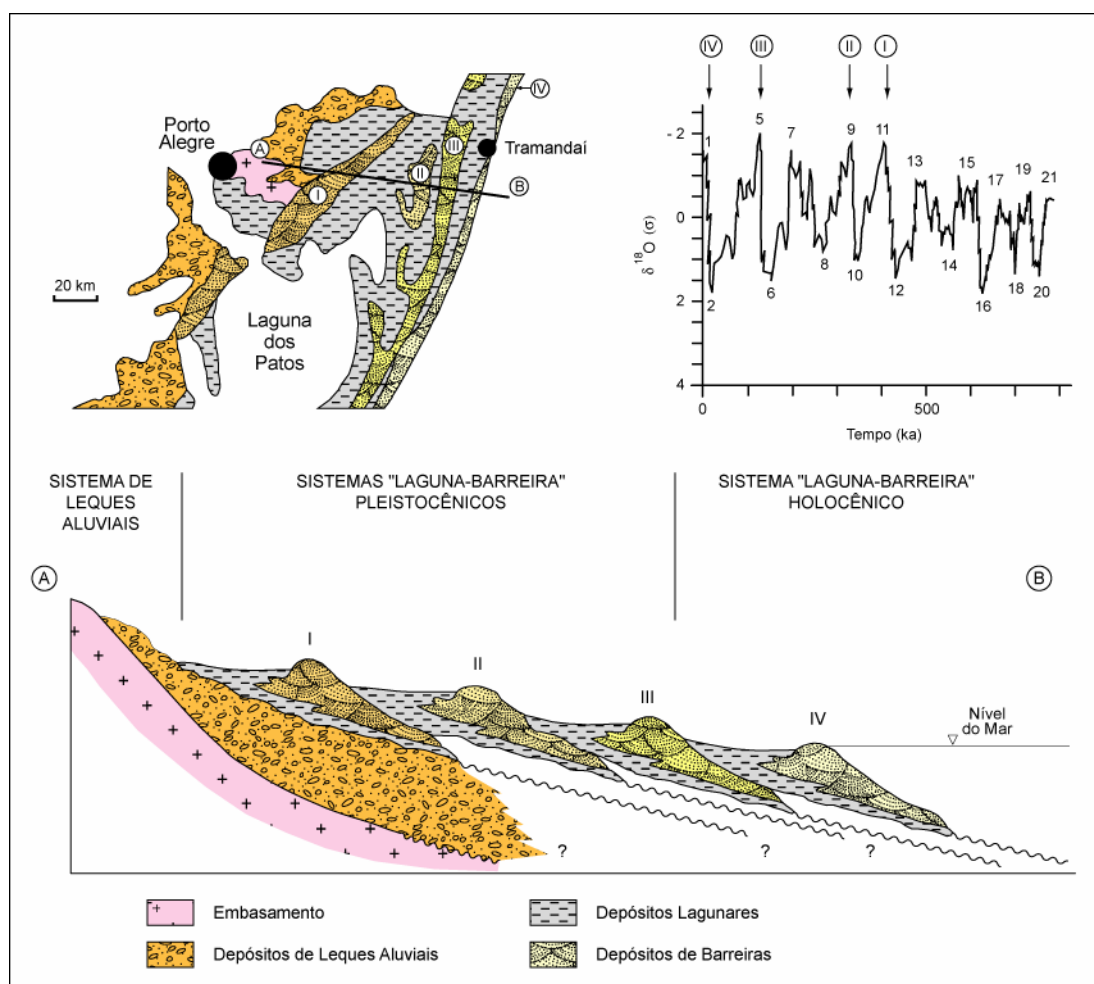 Porto
Alegre
A
I
II
III
IV
Tramandaí
B
20 km
Laguna
dos
Patos
IV
III
II
I
δ ¹⁸O (σ)
-2
0
2
4
1
5
7
9
11
13
15
17
19
21
2
6
8
10
12
14
16
18
20
0
500
Tempo (ka)
SISTEMA DE
LEQUES
ALUVIAIS
SISTEMAS "LAGUNA-BARREIRA"
PLEISTOCÊNICOS
SISTEMA "LAGUNA-BARREIRA"
HOLOCÊNICO
A
B
I
II
III
IV
Nível
do Mar
?
?
?
Embasamento
Depósitos Lagunares
Depósitos de Leques Aluviais
Depósitos de Barreiras